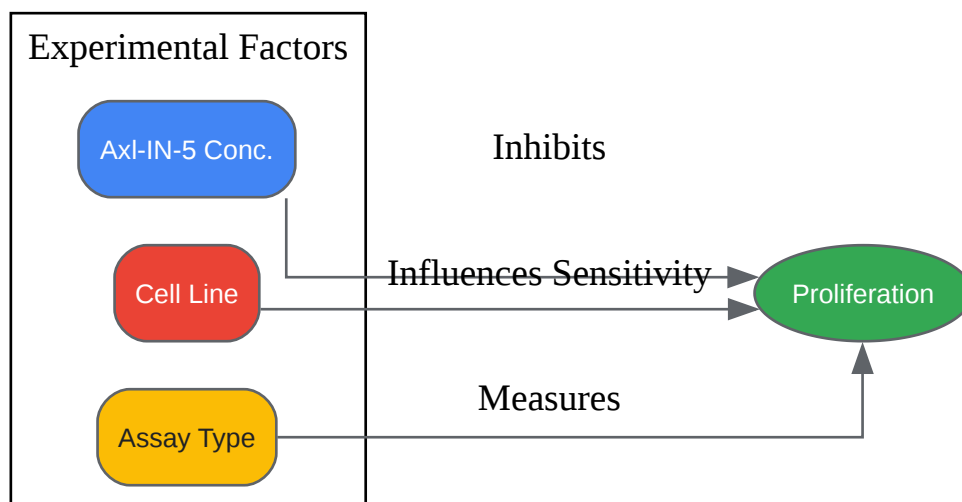 Experimental Factors
Axl-IN-5 Conc.
Inhibits
Cell Line
Influences Sensitivity
Proliferation
Assay Type
Measures